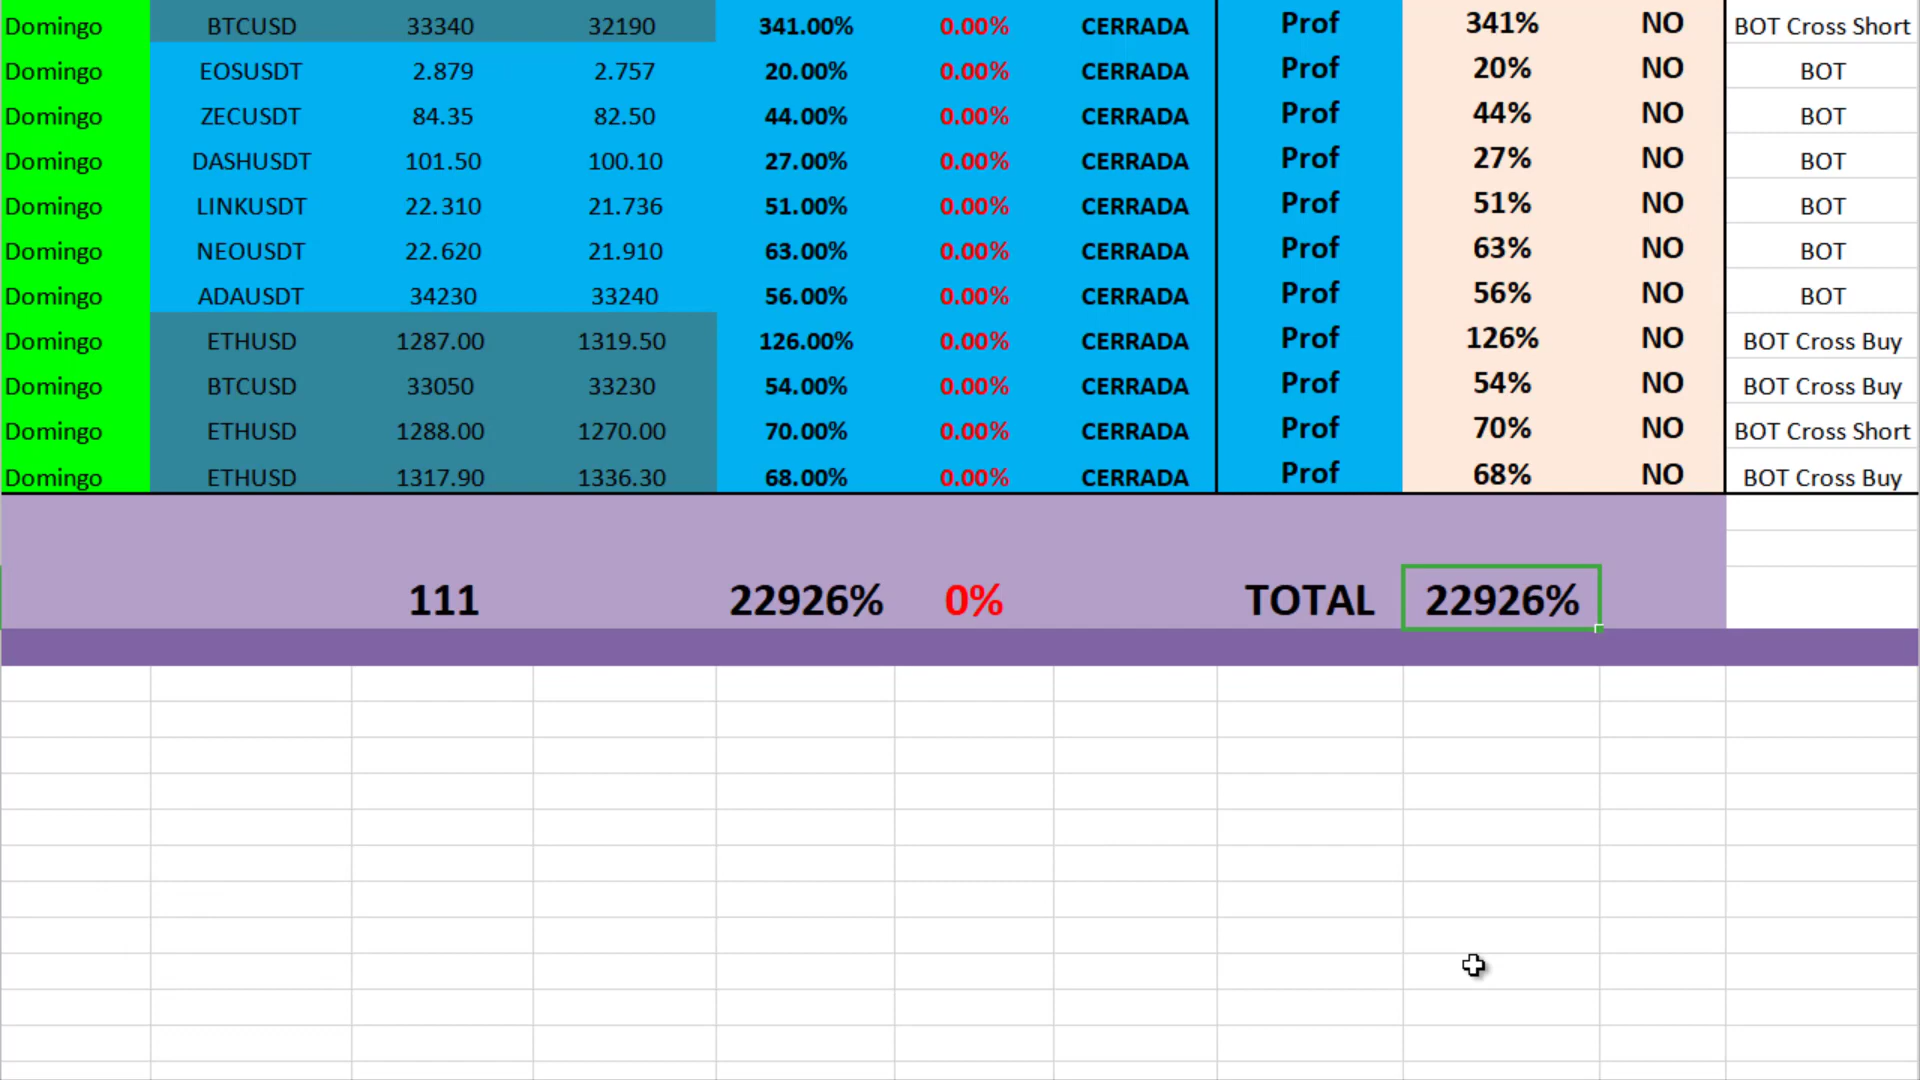 Domingo BTCUSD 33340 32190 341.00% 0.00% CERRADA Prof 341% NO BOT Cross Short
Domingo EOSUSDT 2.879 2.757 20.00% 0.00% CERRADA Prof 20% NO BOT
Domingo ZECUSDT 84.35 82.50 44.00% 0.00% CERRADA Prof 44% NO BOT
Domingo DASHUSDT 101.50 100.10 27.00% 0.00% CERRADA Prof 27% NO BOT
Domingo LINKUSDT 22.310 21.736 51.00% 0.00% CERRADA Prof 51% NO BOT
Domingo NEOUSDT 22.620 21.910 63.00% 0.00% CERRADA Prof 63% NO BOT
Domingo ADAUSDT 34230 33240 56.00% 0.00% CERRADA Prof 56% NO BOT
Domingo ETHUSD 1287.00 1319.50 126.00% 0.00% CERRADA Prof 126% NO BOT Cross Buy
Domingo BTCUSD 33050 33230 54.00% 0.00% CERRADA Prof 54% NO BOT Cross Buy
Domingo ETHUSD 1288.00 1270.00 70.00% 0.00% CERRADA Prof 70% NO BOT Cross Short
Domingo ETHUSD 1317.90 1336.30 68.00% 0.00% CERRADA Prof 68% NO BOT Cross Buy
111 22926% 0% TOTAL 22926%